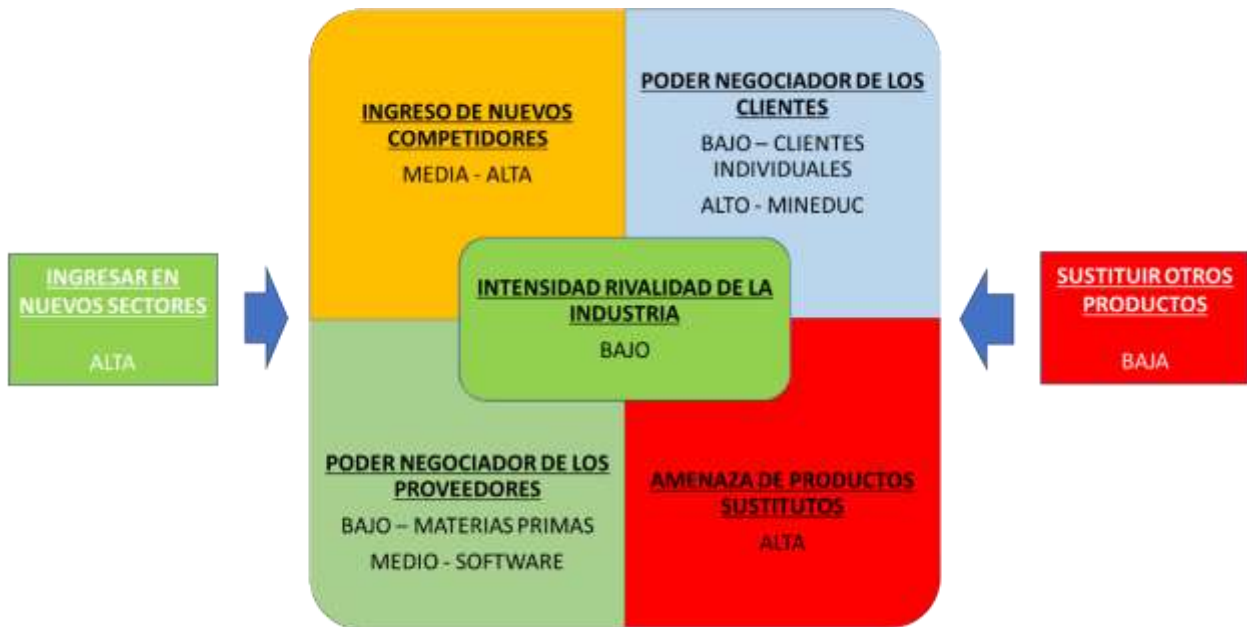 INGRESO DE NUEVOS
COMPETIDORES
MEDIA - ALTA
PODER NEGOCIADOR DE LOS
CLIENTES
BAJO – CLIENTES
INDIVIDUALES
ALTO - MINEDUC
INGRESAR EN
NUEVOS SECTORES
ALTA
INTENSIDAD RIVALIDAD DE LA
INDUSTRIA
BAJO
SUSTITUIR OTROS
PRODUCTOS
BAJA
PODER NEGOCIADOR DE LOS
PROVEEDORES
BAJO – MATERIAS PRIMAS
MEDIO - SOFTWARE
AMENAZA DE PRODUCTOS
SUSTITUTOS
ALTA